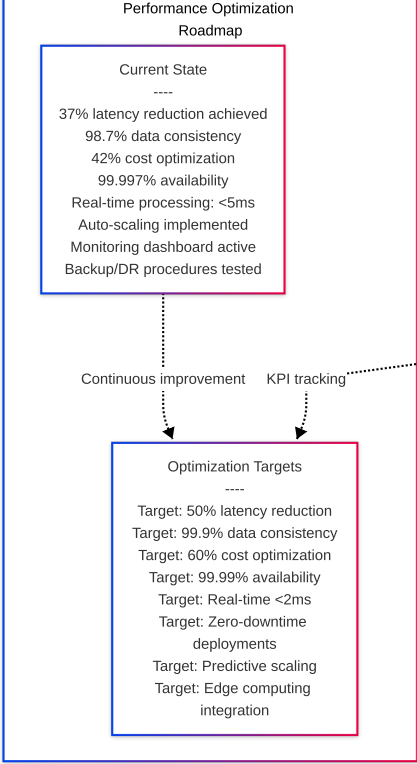 Performance Optimization
Roadmap
Current State
----
37% latency reduction achieved
98.7% data consistency
42% cost optimization
99.997% availability
Real-time processing: <5ms
Auto-scaling implemented
Monitoring dashboard active
Backup/DR procedures tested
Continuous improvement
KPI tracking
Optimization Targets
----
Target: 50% latency reduction
Target: 99.9% data consistency
Target: 60% cost optimization
Target: 99.99% availability
Target: Real-time <2ms
Target: Zero-downtime
deployments
Target: Predictive scaling
Target: Edge computing
integration